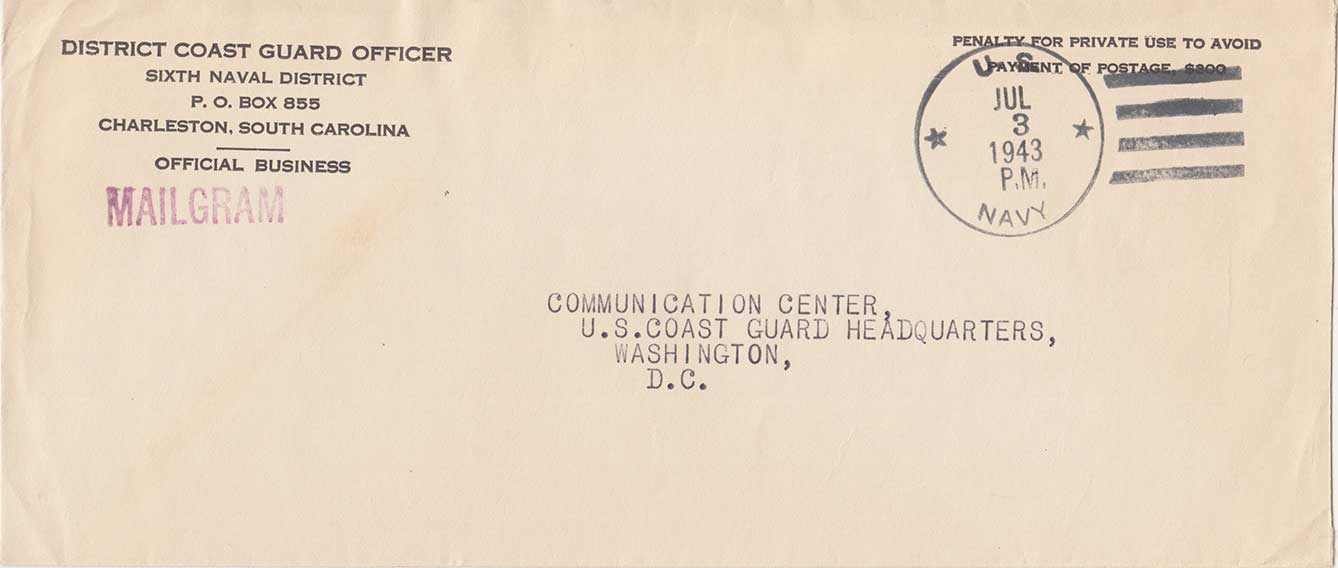 DISTRICT COAST GUARD OFFICER
SIXTH NAVAL DISTRICT
P. O. BOX 855
CHARLESTON, SOUTH CAROLINA
OFFICIAL BUSINESS
MAILGRAM
PENALTY FOR PRIVATE USE TO AVOID
PAYMENT OF POSTAGE, $300
U S
JUL
3
1943
P.M.
NAVY
COMMUNICATION CENTER,
U.S.COAST GUARD HEADQUARTERS,
WASHINGTON,
D.C.